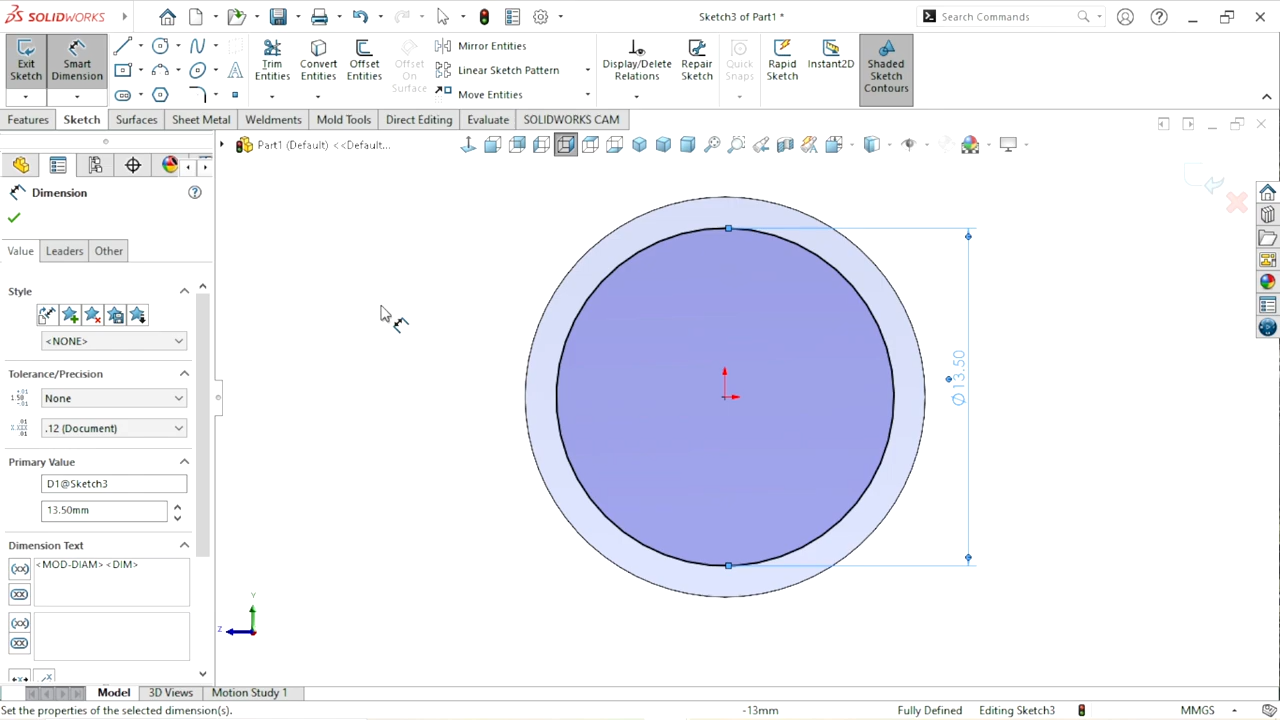 SOLIDWORKS
Sketch3 of Part1 *
Search Commands
Exit Sketch
Smart Dimension
Trim Entities
Convert Entities
Offset Entities
Offset On Surface
Mirror Entities
Linear Sketch Pattern
Move Entities
Display/Delete Relations
Repair Sketch
Quick Snaps
Rapid Sketch
Instant2D
Shaded Sketch Contours
Features
Sketch
Surfaces
Sheet Metal
Weldments
Mold Tools
Direct Editing
Evaluate
SOLIDWORKS CAM
Part1 (Default) <<Default...
Dimension
Value
Leaders
Other
Style
<NONE>
Tolerance/Precision
None
.12 (Document)
Primary Value
D1@Sketch3
13.50mm
Dimension Text
<MOD-DIAM><DIM>
Ø13.50
Y
Z
Model
3D Views
Motion Study 1
Set the properties of the selected dimension(s).
-13mm
Fully Defined
Editing Sketch3
MMGS